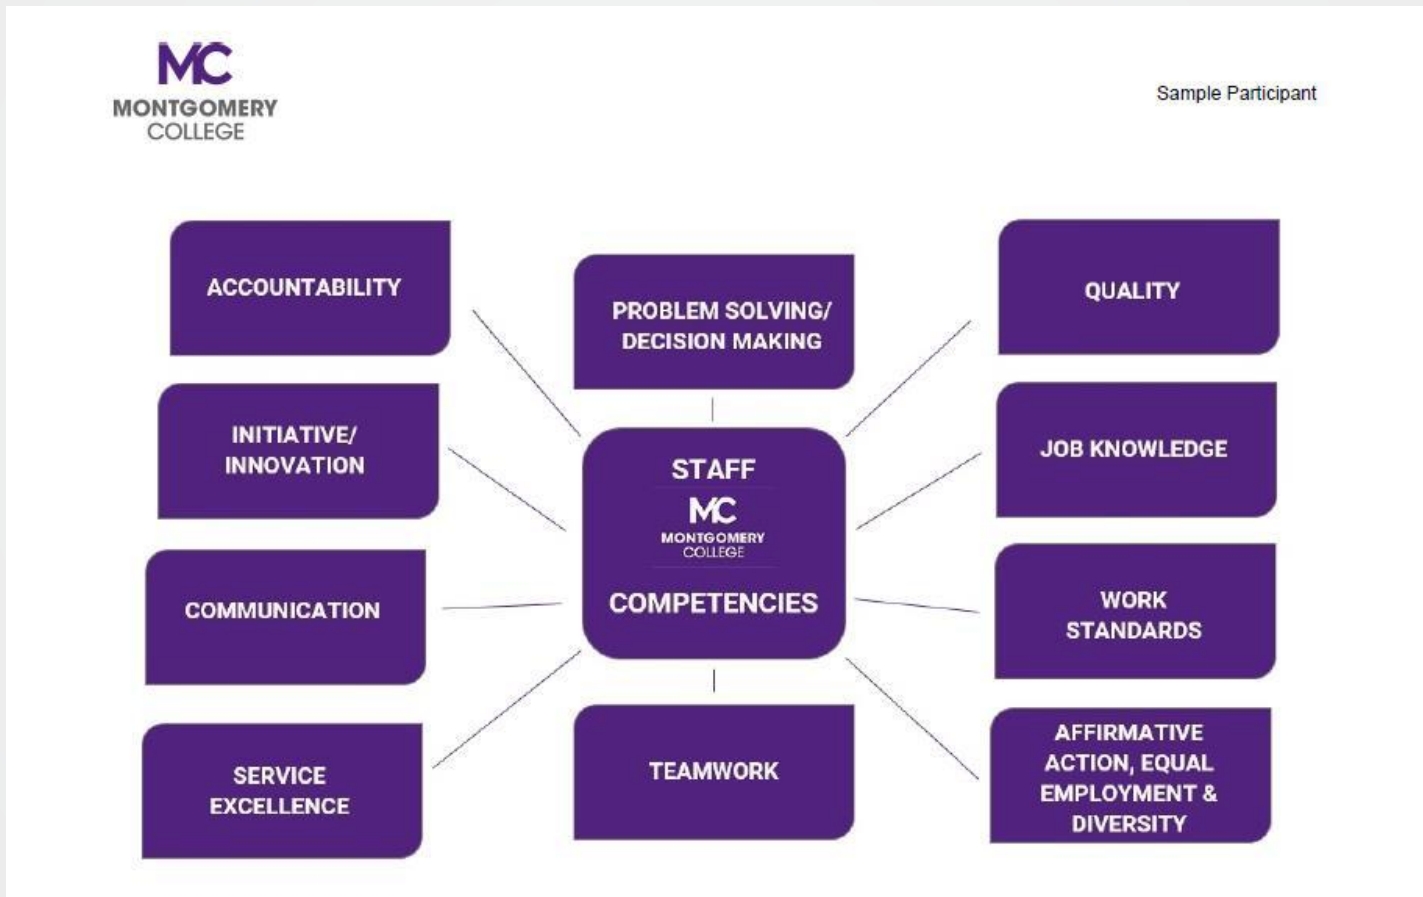 MC
MONTGOMERY
COLLEGE
Sample Participant
ACCOUNTABILITY
PROBLEM SOLVING/
DECISION MAKING
QUALITY
INITIATIVE/
INNOVATION
JOB KNOWLEDGE
STAFF
MC
MONTGOMERY
COLLEGE
COMPETENCIES
COMMUNICATION
WORK
STANDARDS
SERVICE
EXCELLENCE
TEAMWORK
AFFIRMATIVE
ACTION, EQUAL
EMPLOYMENT &
DIVERSITY